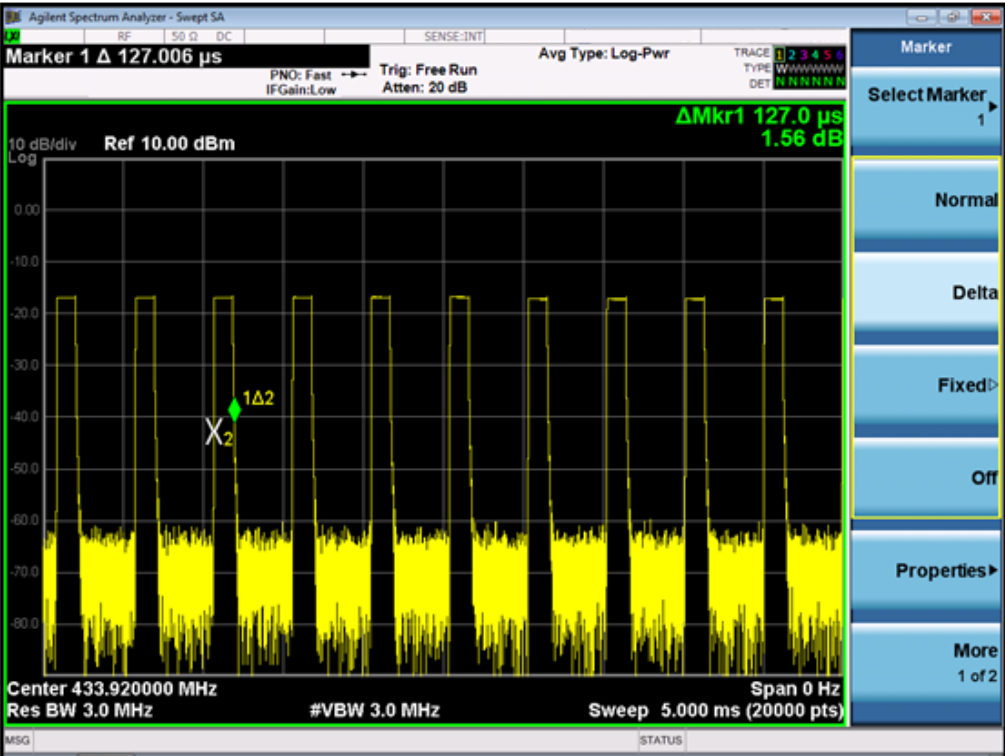 Agilent Spectrum Analyzer - Swept SA
RF 50 Ω DC SENSE:INT
Marker 1 Δ 127.006 µs
PNO: Fast
IFGain:Low
Trig: Free Run
Atten: 20 dB
Avg Type: Log-Pwr
TRACE 1 2 3 4 5 6
TYPE WWWWWWW
DET N N N N N N
ΔMkr1 127.0 µs
1.56 dB
10 dB/div Ref 10.00 dBm
Log
0.00
-10.0
-20.0
-30.0
-40.0
-50.0
-60.0
-70.0
-80.0
1Δ2
X2
Center 433.920000 MHz Span 0 Hz
Res BW 3.0 MHz #VBW 3.0 MHz Sweep 5.000 ms (20000 pts)
MSG STATUS
Marker
Select Marker
1
Normal
Delta
Fixed
Off
Properties
More
1 of 2